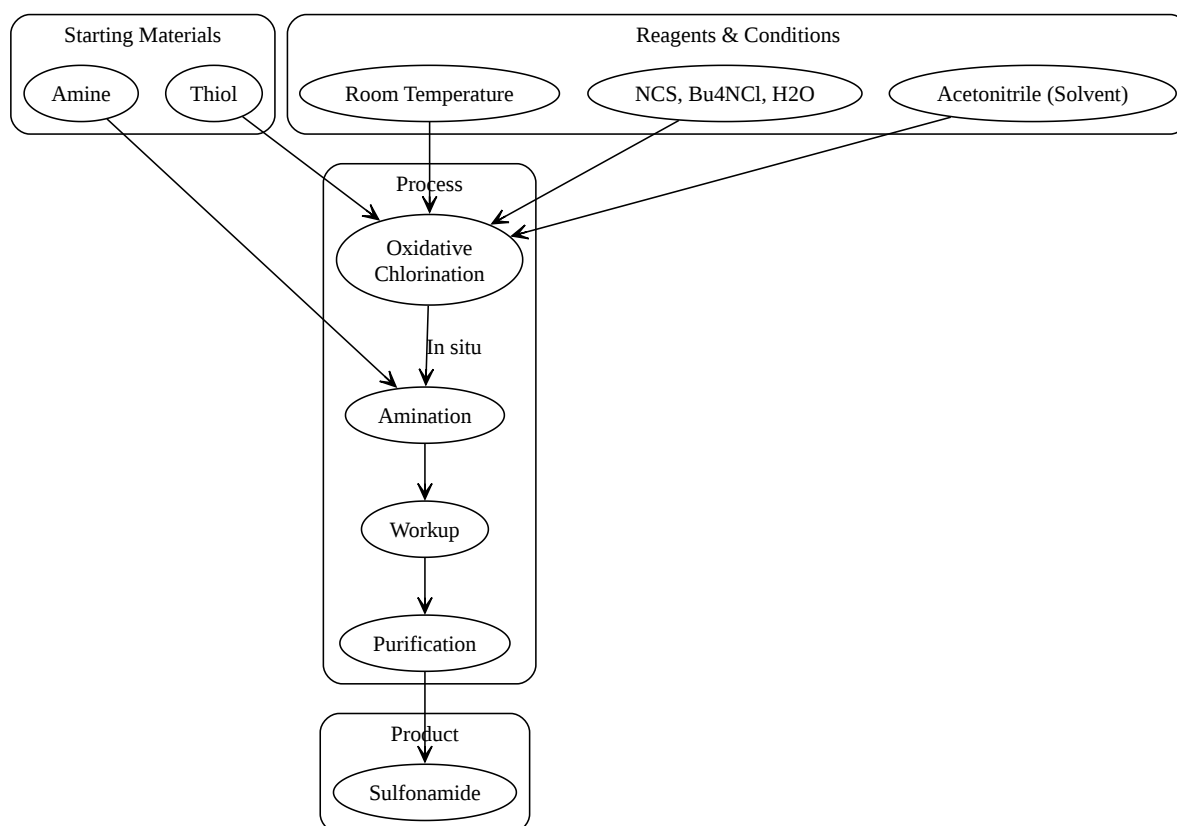 Starting Materials
Reagents & Conditions
Amine
Thiol
Room Temperature
NCS, Bu4NCl, H2O
Acetonitrile (Solvent)
Process
Oxidative
Chlorination
In situ
Amination
Workup
Purification
Product
Sulfonamide